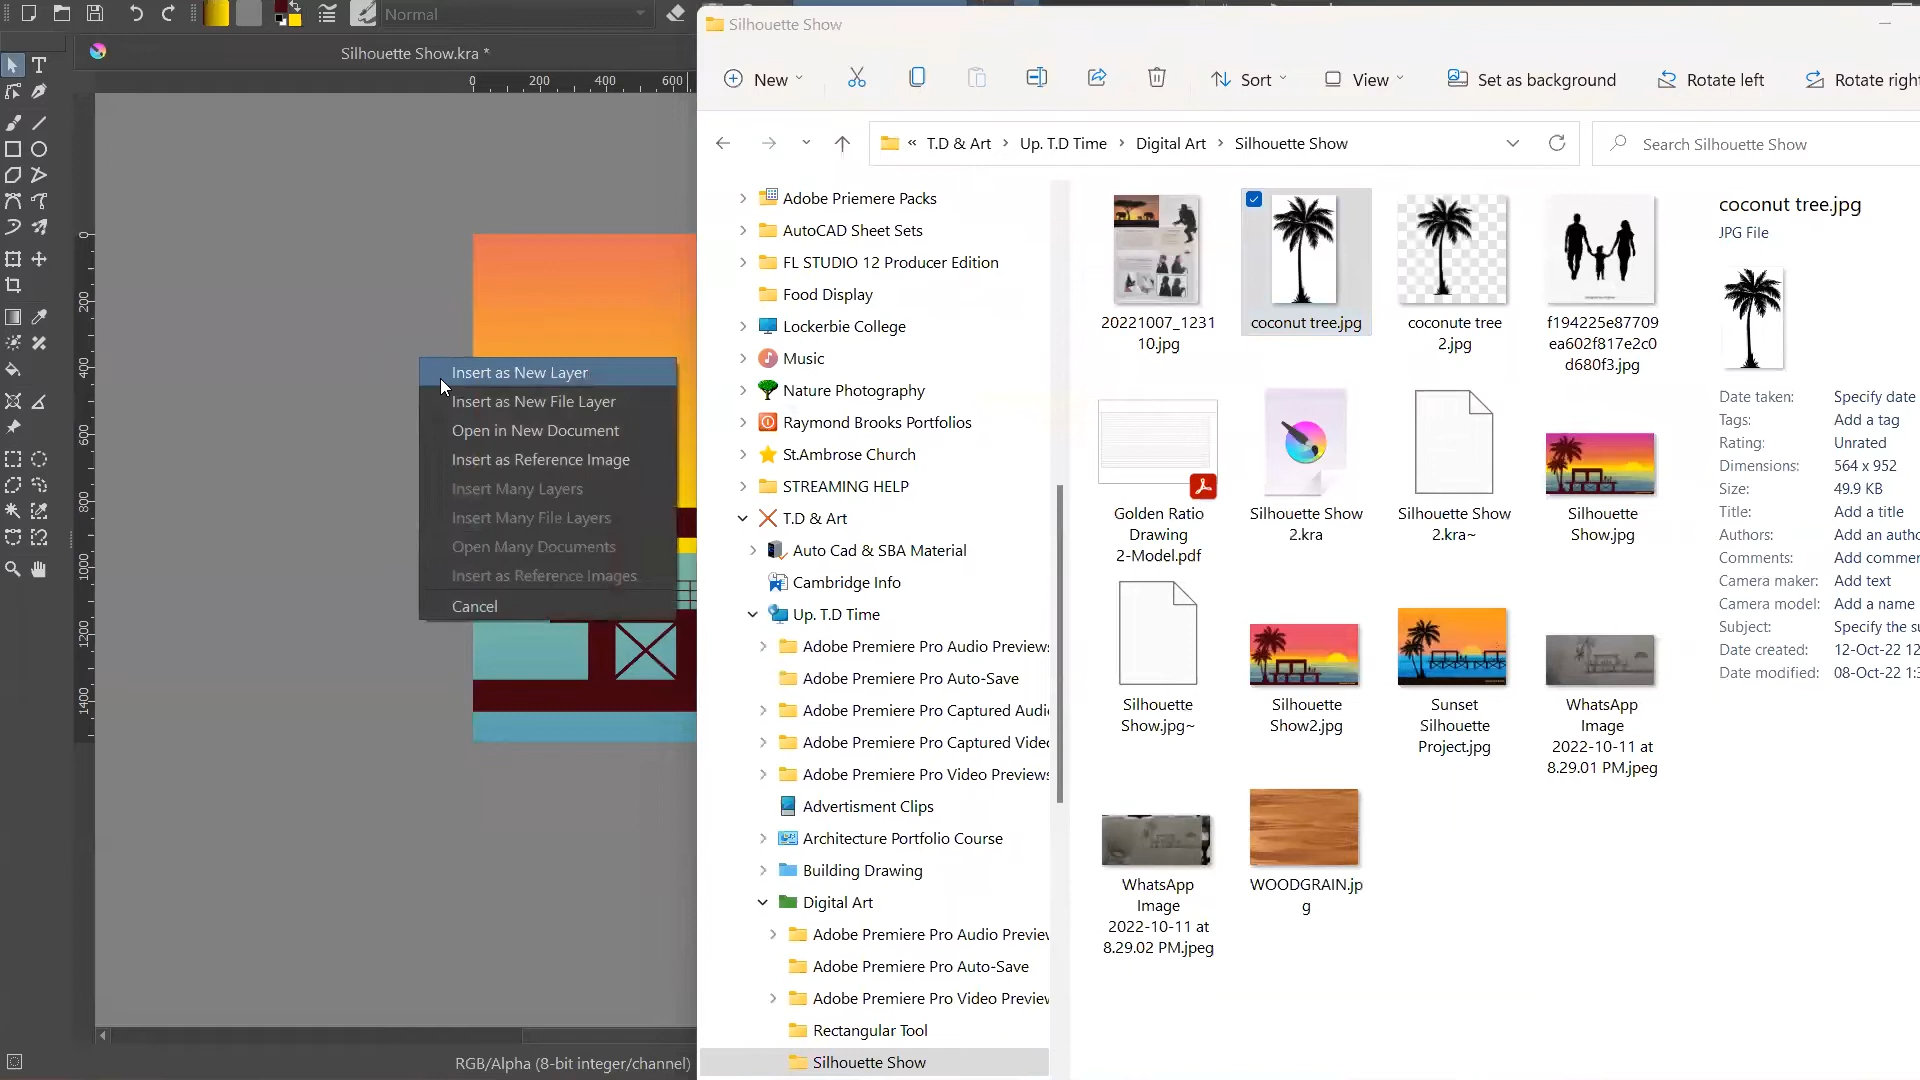 Normal
Silhouette Show.kra *
0
200
400
600
0
200
400
600
800
1000
1200
1400
Insert as New Layer
Insert as New File Layer
Open in New Document
Insert as Reference Image
Insert Many Layers
Insert Many File Layers
Open Many Documents
Insert as Reference Images
Cancel
RGB/Alpha (8-bit integer/channel)
Silhouette Show
New
Sort
View
Set as background
Rotate left
Rotate right
« T.D & Art > Up. T.D Time > Digital Art > Silhouette Show
Search Silhouette Show
Adobe Priemere Packs
AutoCAD Sheet Sets
FL STUDIO 12 Producer Edition
Food Display
Lockerbie College
Music
Nature Photography
Raymond Brooks Portfolios
St.Ambrose Church
STREAMING HELP
T.D & Art
Auto Cad & SBA Material
Cambridge Info
Up. T.D Time
Adobe Premiere Pro Audio Previews
Adobe Premiere Pro Auto-Save
Adobe Premiere Pro Captured Audi
Adobe Premiere Pro Captured Vide
Adobe Premiere Pro Video Previews
Advertisment Clips
Architecture Portfolio Course
Building Drawing
Digital Art
Adobe Premiere Pro Audio Previe
Adobe Premiere Pro Auto-Save
Adobe Premiere Pro Video Previe
Rectangular Tool
Silhouette Show
20221007_1231
10.jpg
coconut tree.jpg
coconute tree
2.jpg
f194225e87709
ea602f817e2c0
d680f3.jpg
Golden Ratio
Drawing
2-Model.pdf
Silhouette Show
2.kra
Silhouette Show
2.kra~
Silhouette
Show.jpg
Silhouette
Show.jpg~
Silhouette
Show2.jpg
Sunset
Silhouette
Project.jpg
WhatsApp
Image
2022-10-11 at
8.29.01 PM.jpeg
WhatsApp
Image
2022-10-11 at
8.29.02 PM.jpeg
WOODGRAIN.jp
g
coconut tree.jpg
JPG File
Date taken: Specify date
Tags: Add a tag
Rating: Unrated
Dimensions: 564 x 952
Size: 49.9 KB
Title: Add a title
Authors: Add an autho
Comments: Add commen
Camera maker: Add text
Camera model: Add a name
Subject: Specify the su
Date created: 12-Oct-22 12
Date modified: 08-Oct-22 1:3